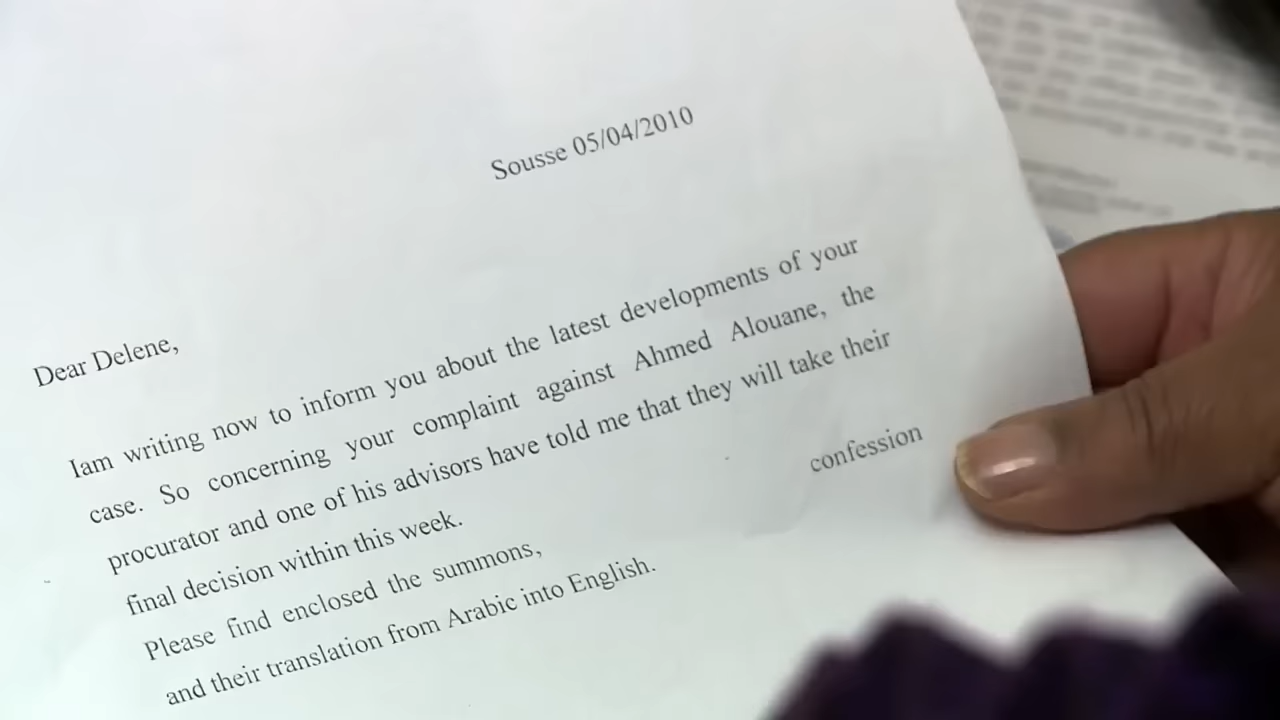 Sousse 05/04/2010
Dear Delene,
Iam writing now to inform you about the latest developments of your
case. So concerning your complaint against Ahmed Alouane, the
procurator and one of his advisors have told me that they will take their
final decision within this week.
Please find enclosed the summons, confession
and their translation from Arabic into English.